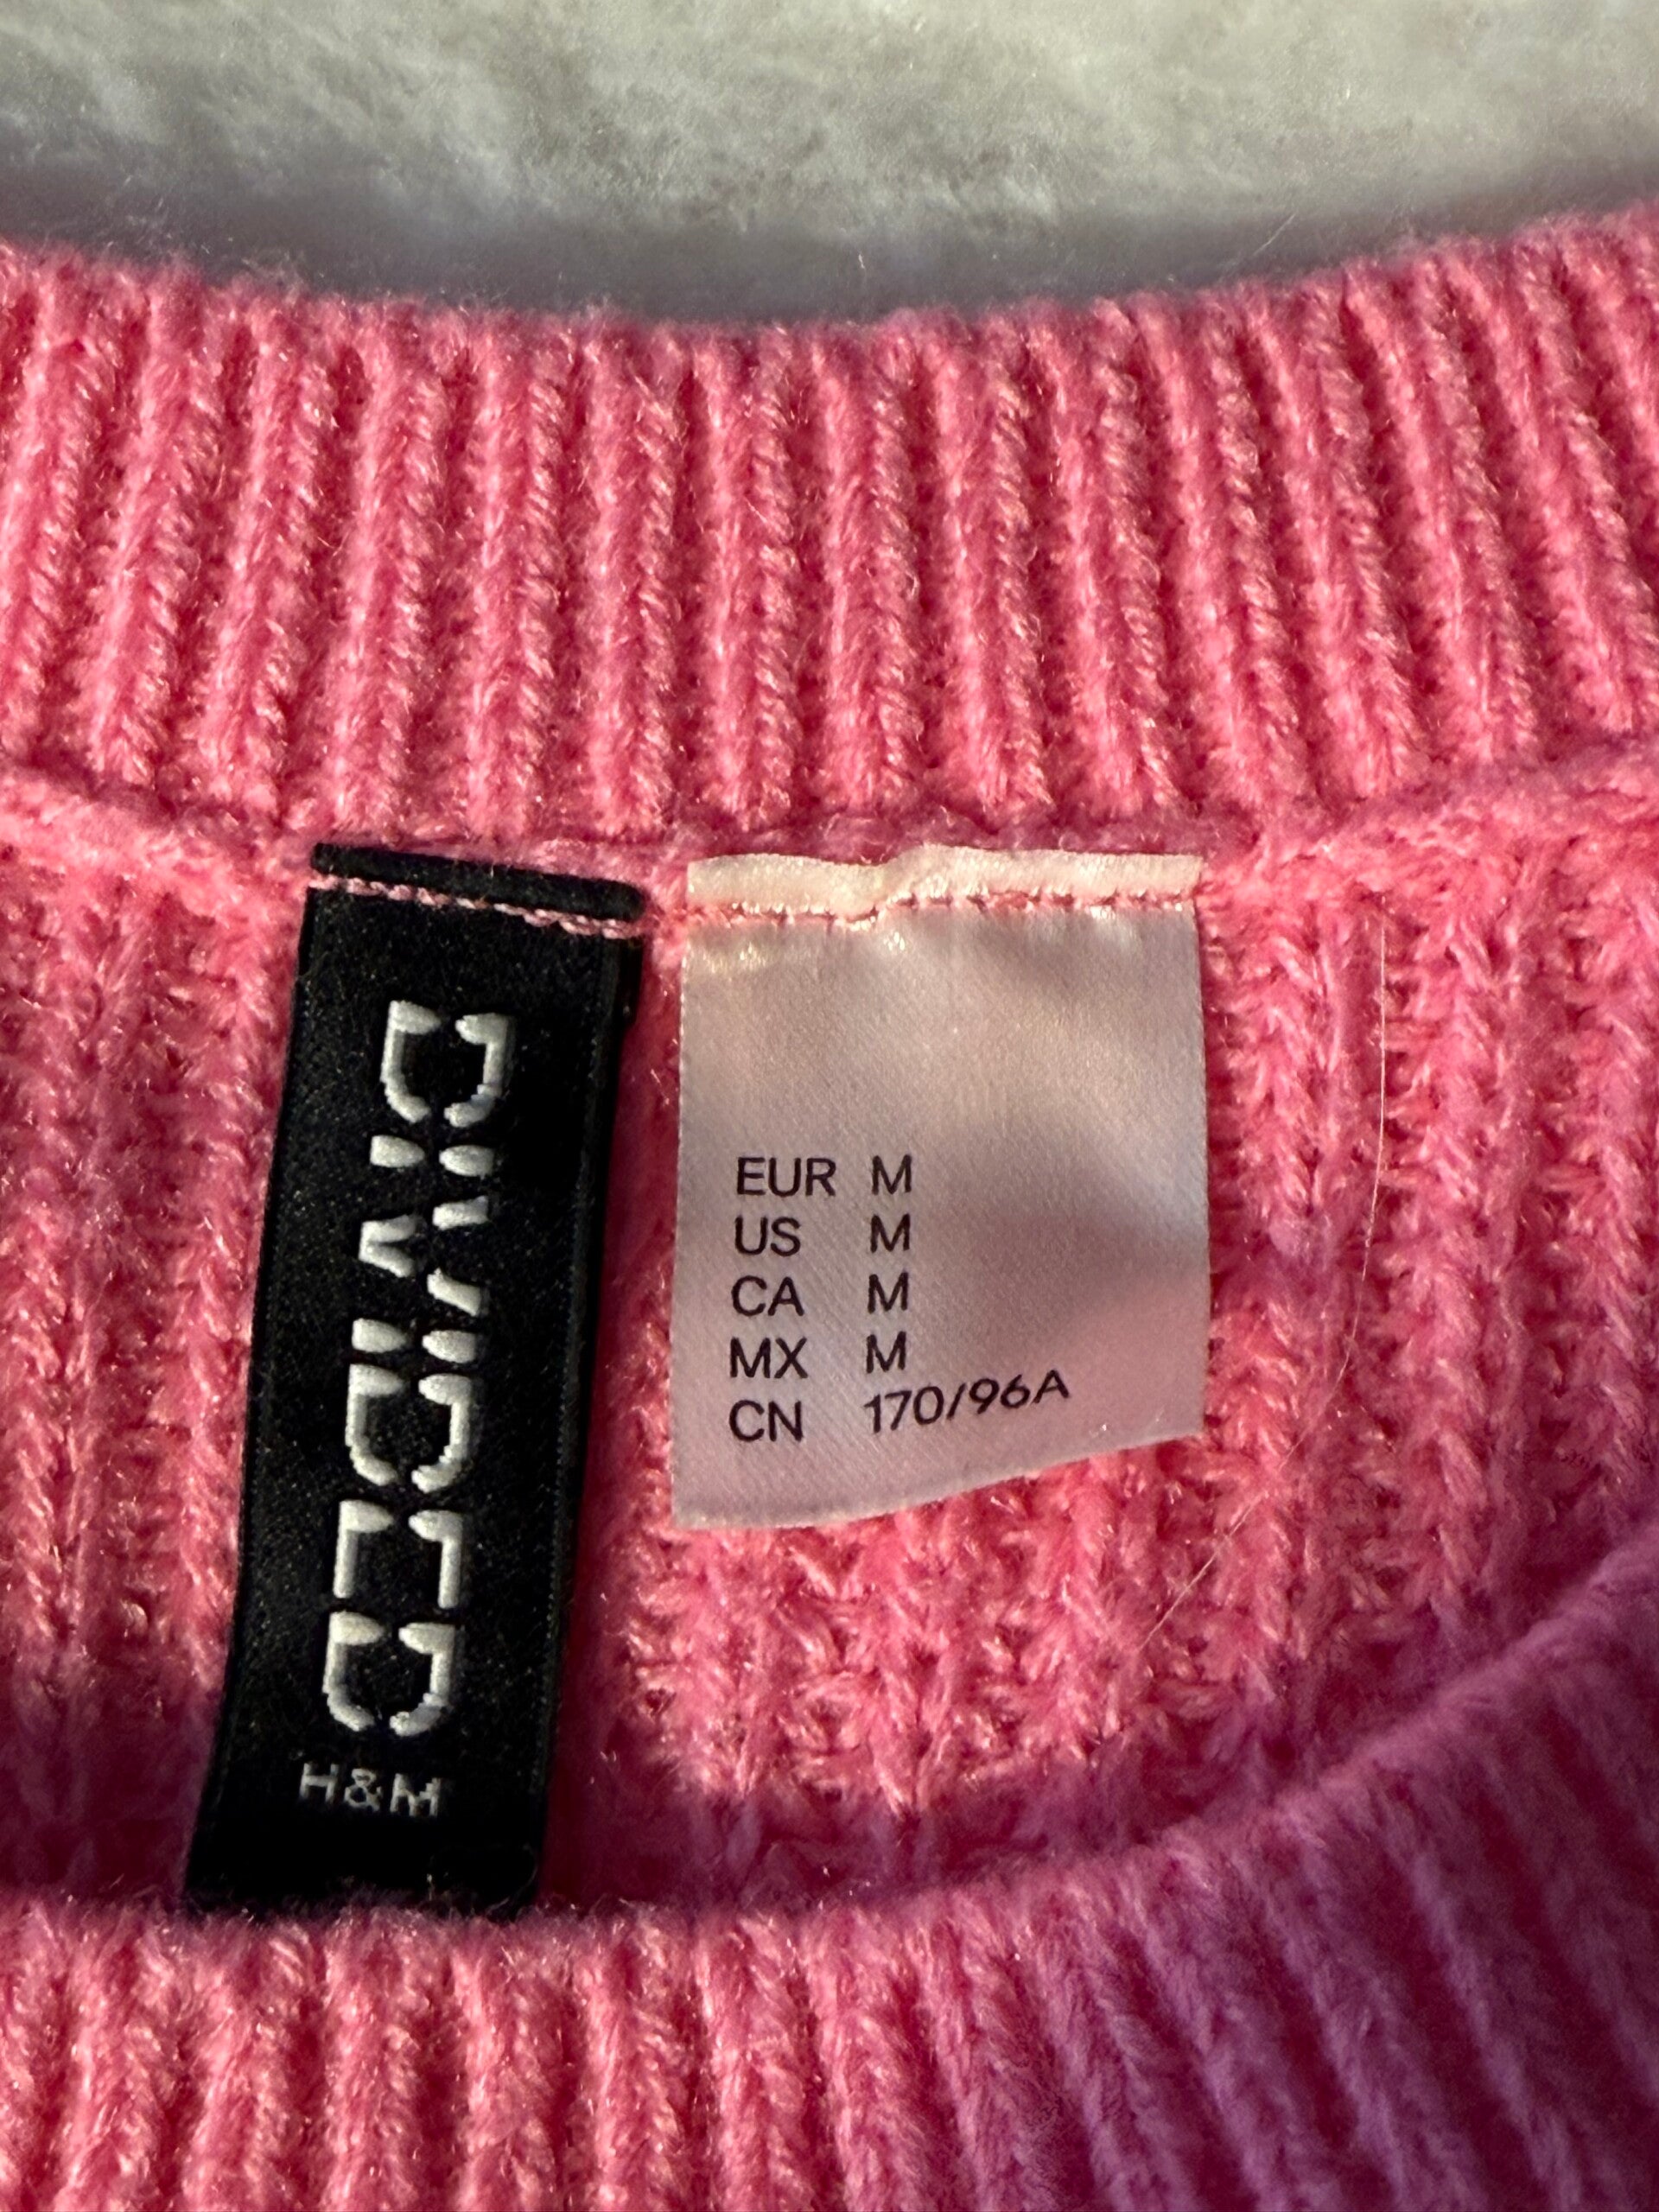 DIVIDED
H&M
EUR M
US M
CA M
MX M
CN 170/96A